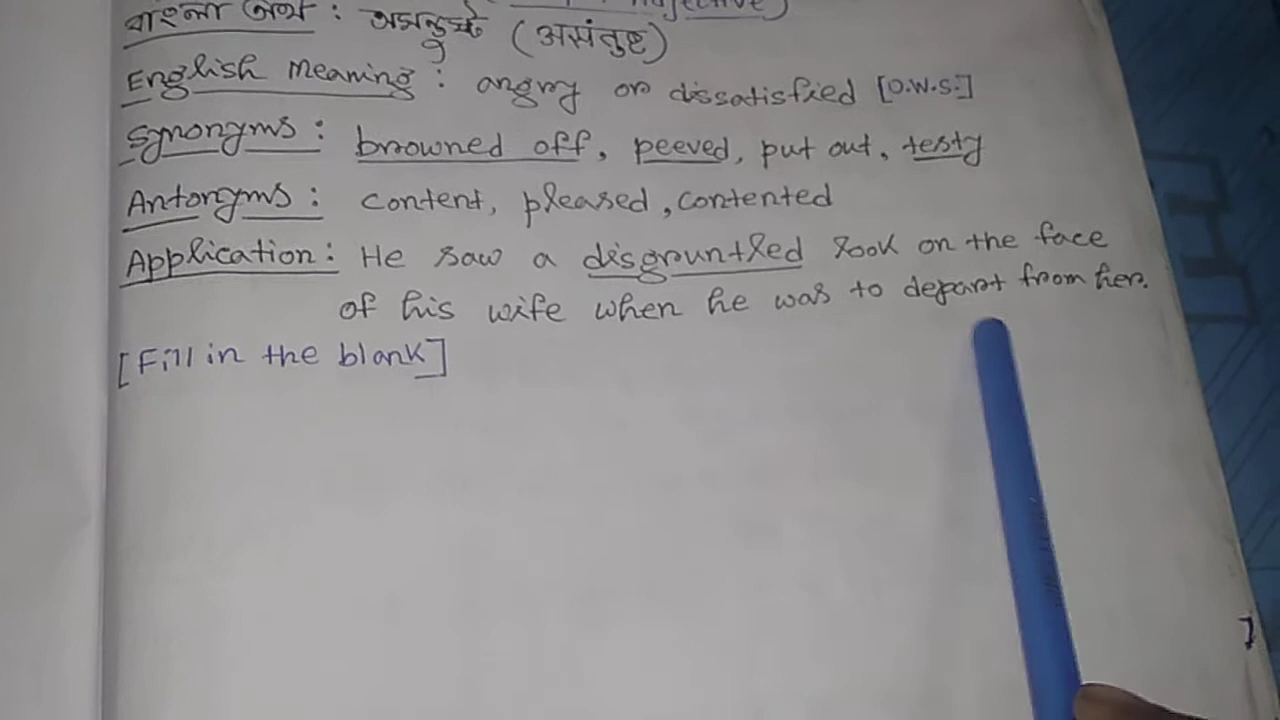 adjective)
বাংলা অর্থ : অসন্তুষ্ট (असंतुष्ट)
English Meaning : angry or dissatisfied [O.W.S.]
Synonyms : browned off, peeved, put out, testy
Antonyms : content, pleased, contented
Application : He saw a disgruntled look on the face
of his wife when he was to depart from her.
[Fill in the blank]